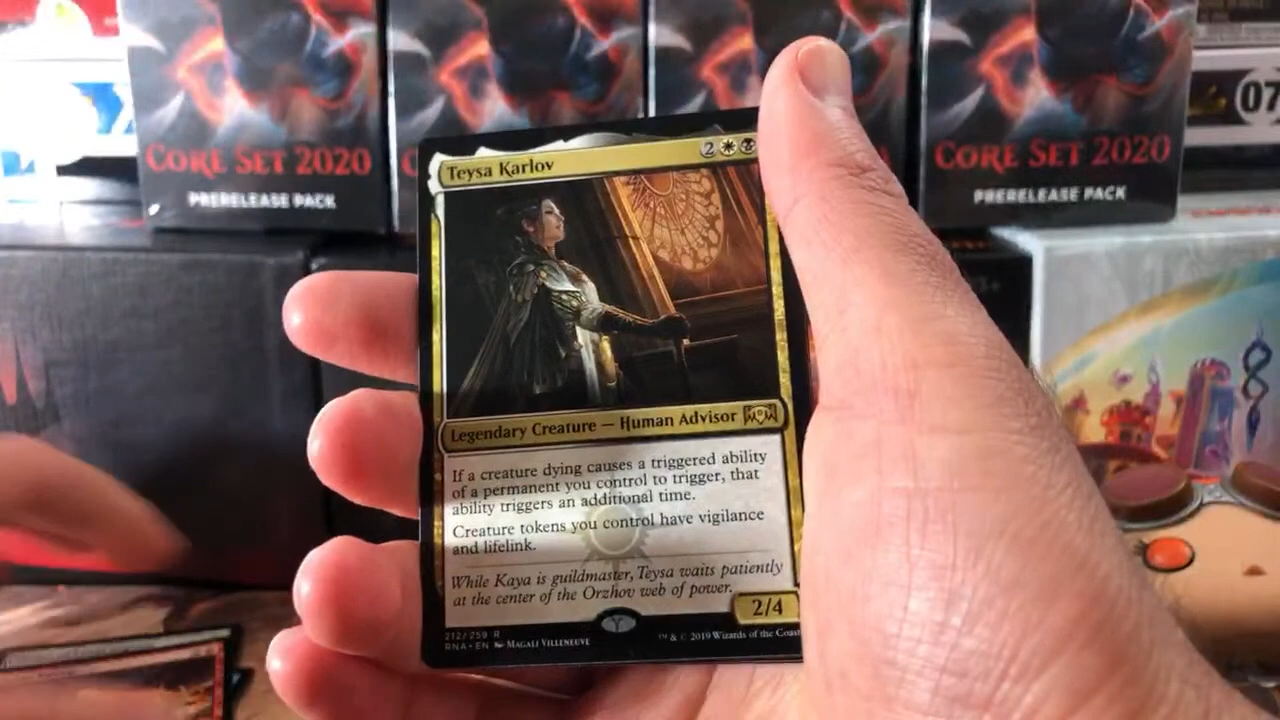 CORE SET 2020
PRERELEASE PACK
CORE SET 2020
PRERELEASE PACK
07
Teysa Karlov
2
Legendary Creature — Human Advisor
If a creature dying causes a triggered ability
of a permanent you control to trigger, that
ability triggers an additional time.
Creature tokens you control have vigilance
and lifelink.
While Kaya is guildmaster, Teysa waits patiently
at the center of the Orzhov web of power.
2/4
212/259 R
RNA • EN MAGALI VILLENEUVE
™ & © 2019 Wizards of the Coast